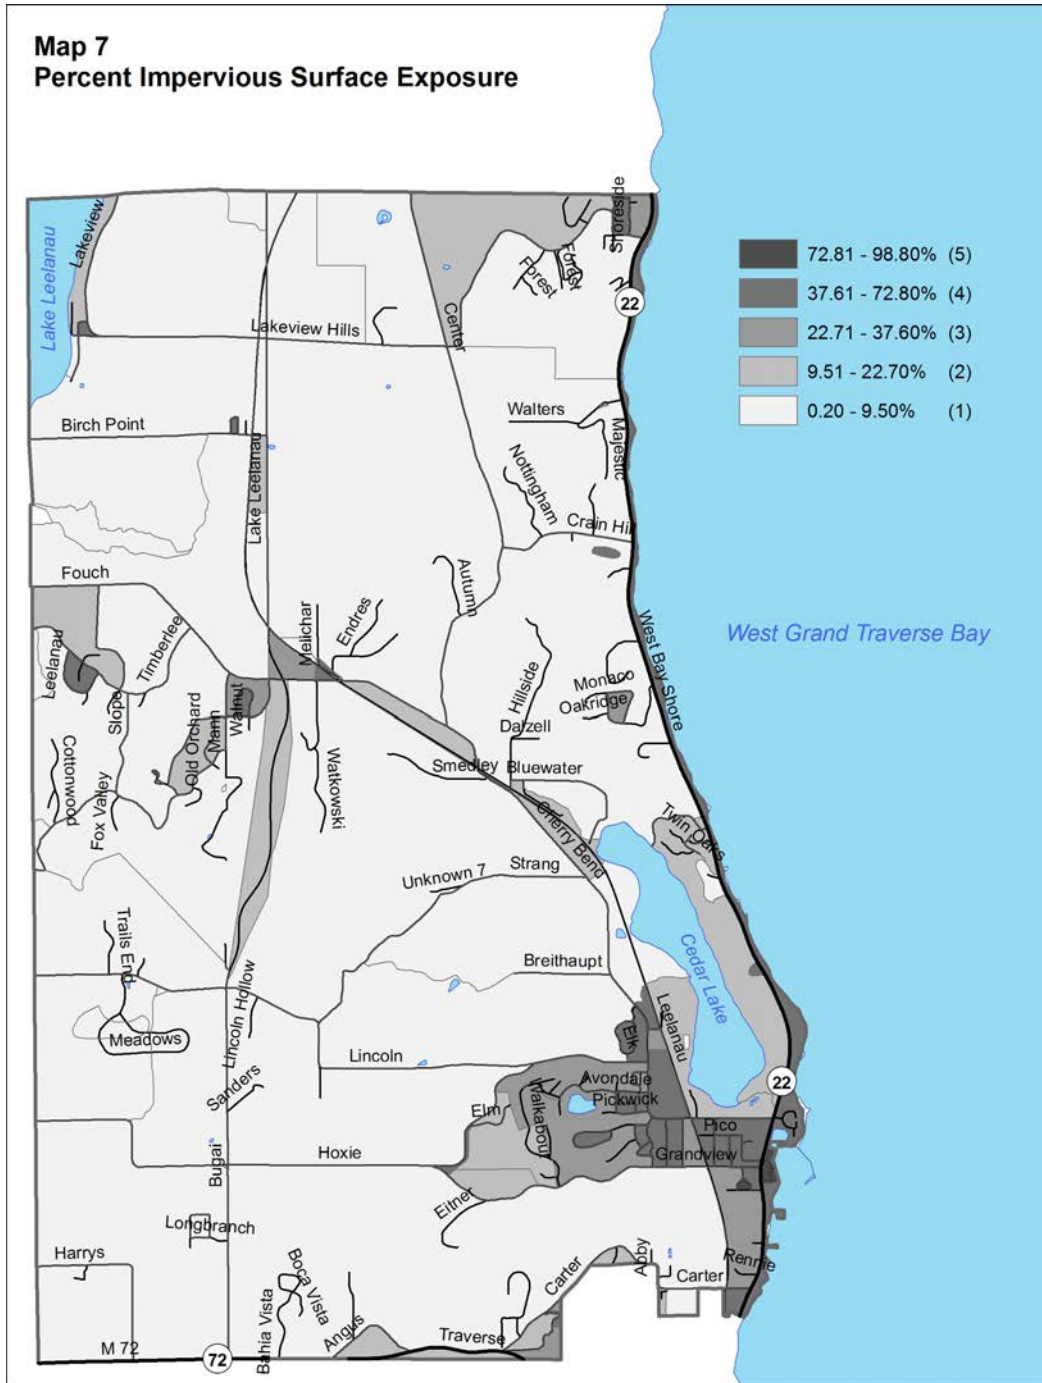 Map 7
Percent Impervious Surface Exposure
72.81 - 98.80% (5)
37.61 - 72.80% (4)
22.71 - 37.60% (3)
9.51 - 22.70% (2)
0.20 - 9.50% (1)
Lake Leelanau
Lakeview
Shoreside
Forest
Forest
22
Center
Lakeview Hills
Walters
Birch Point
Majestic
Nottingham
Lake Leelanau
Crain Hil
Fouch
Autumn
Endres
Melichar
Timberlee
Leelanau
West Bay Shore
West Grand Traverse Bay
Hillside
Monaco
Oakridge
Slope
Old Orchard
Mann
Walnut
Dalzell
Cottonwood
Fox Valley
Watkowski
Smedley
Bluewater
Cherry Bend
Twin Oaks
Strang
Unknown 7
Trails End
Cedar Lake
Breithaupt
Lincoln Hollow
Leelanau
Meadows
Elk
Lincoln
22
Sanders
Avondale
Pickwick
Elm
Walkabout
Pico
Grandview
Hoxie
Bugai
Eitner
Longbranch
Harrys
Boca Vista
Bahia Vista
Carter
Abby
Carter
Rennie
Angus
Traverse
M 72
72